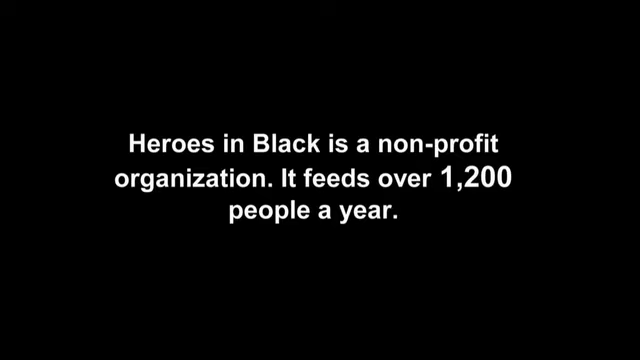 Heroes in Black is a non-profit
organization. It feeds over 1,200
people a year.